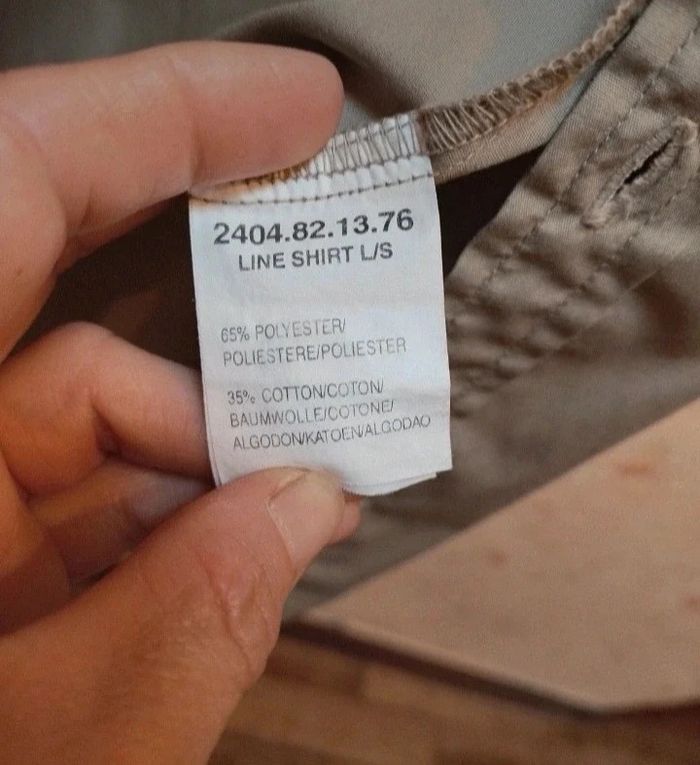 2404.82.13.76
LINE SHIRT L/S
65% POLYESTER/
POLIESTERE/POLIESTER
35% COTTON/COTON/
BAUMWOLLE/COTONE/
ALGODON/KATOEN/ALGODAO